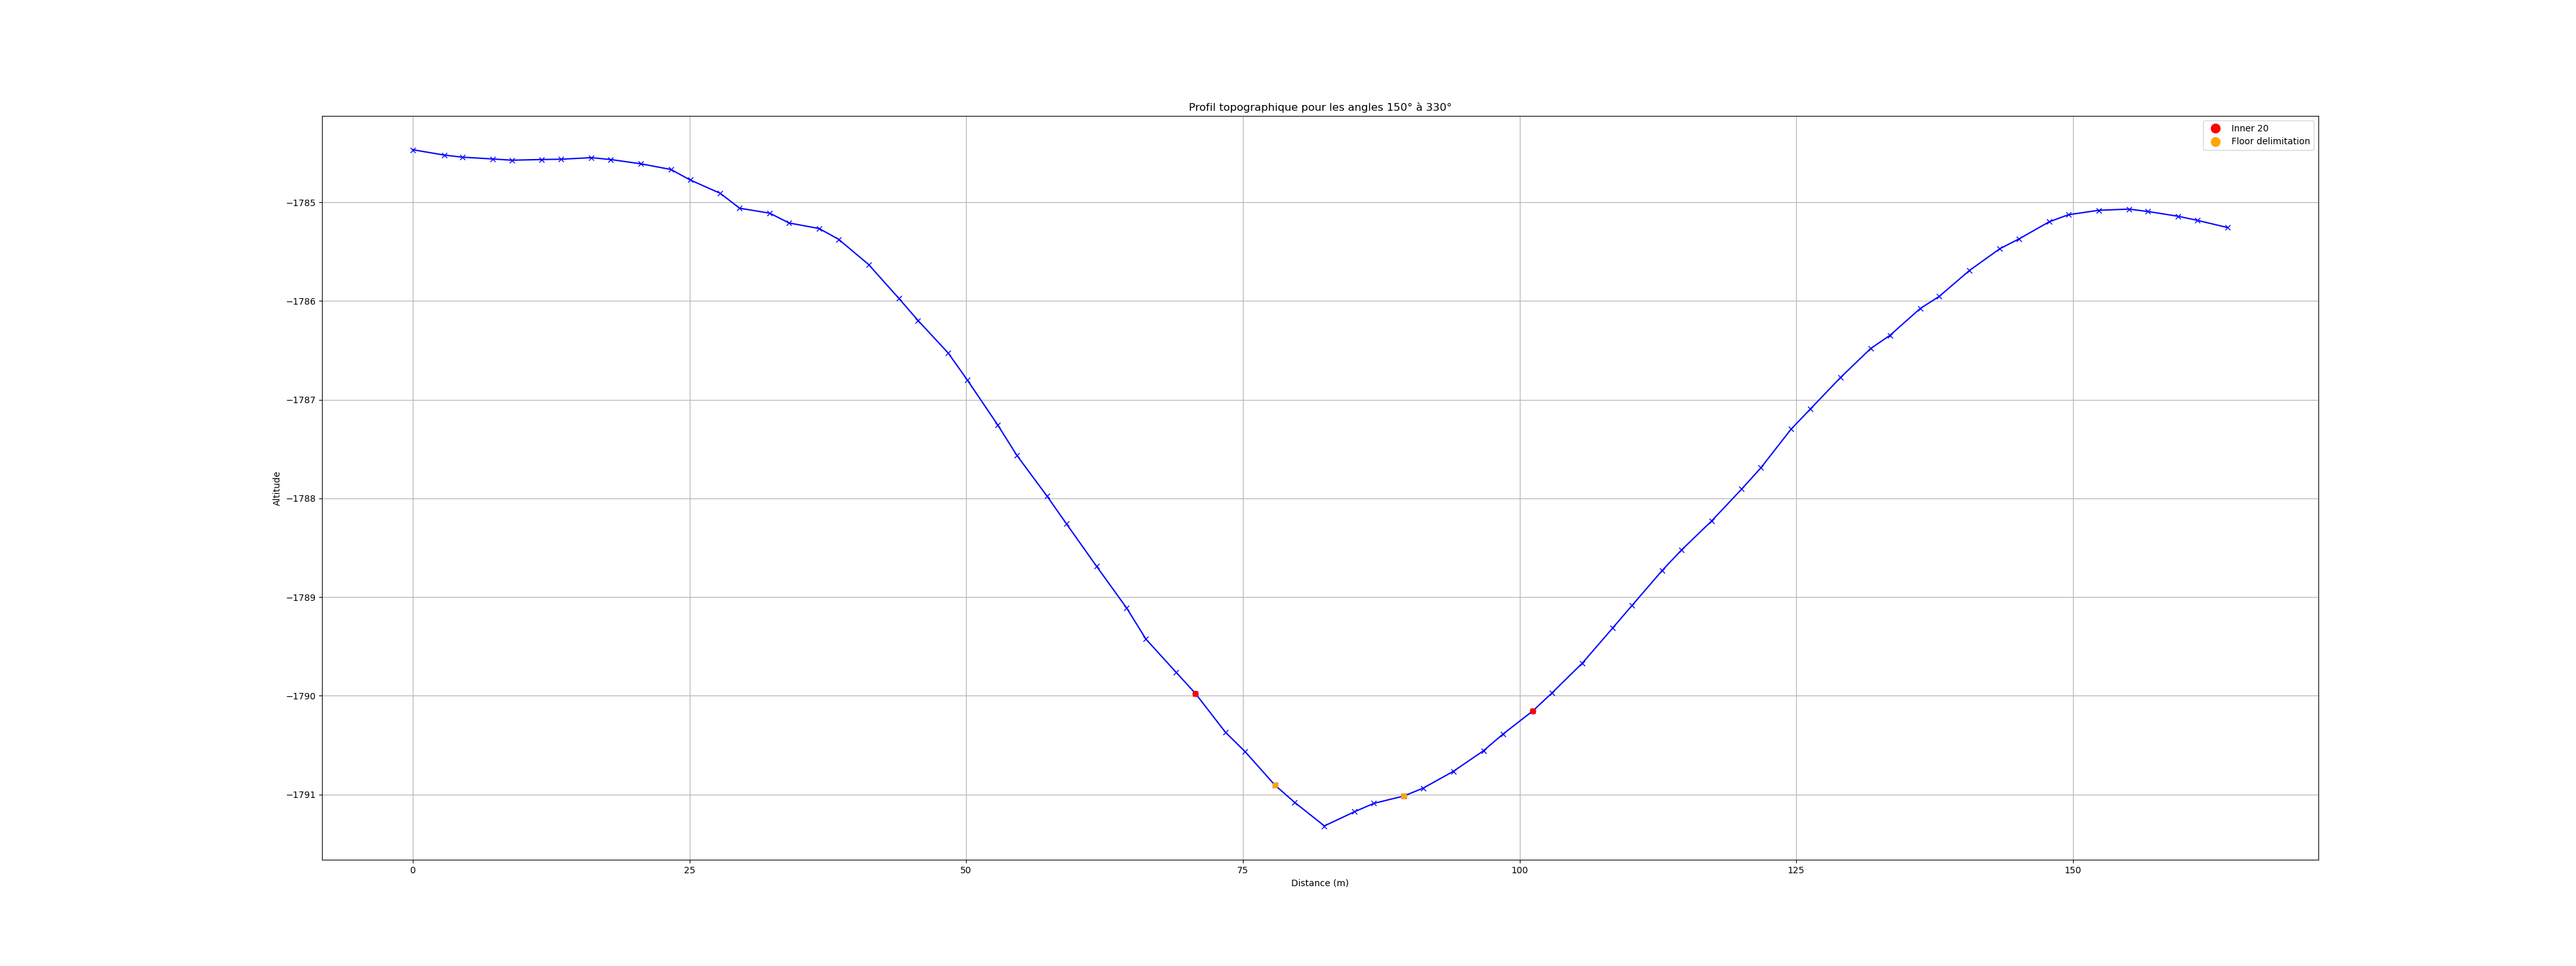 Profil topographique pour les angles 150° à 330°
Inner 20
Floor delimitation
Altitude
−1785
−1786
−1787
−1788
−1789
−1790
−1791
0
25
50
75
100
125
150
Distance (m)